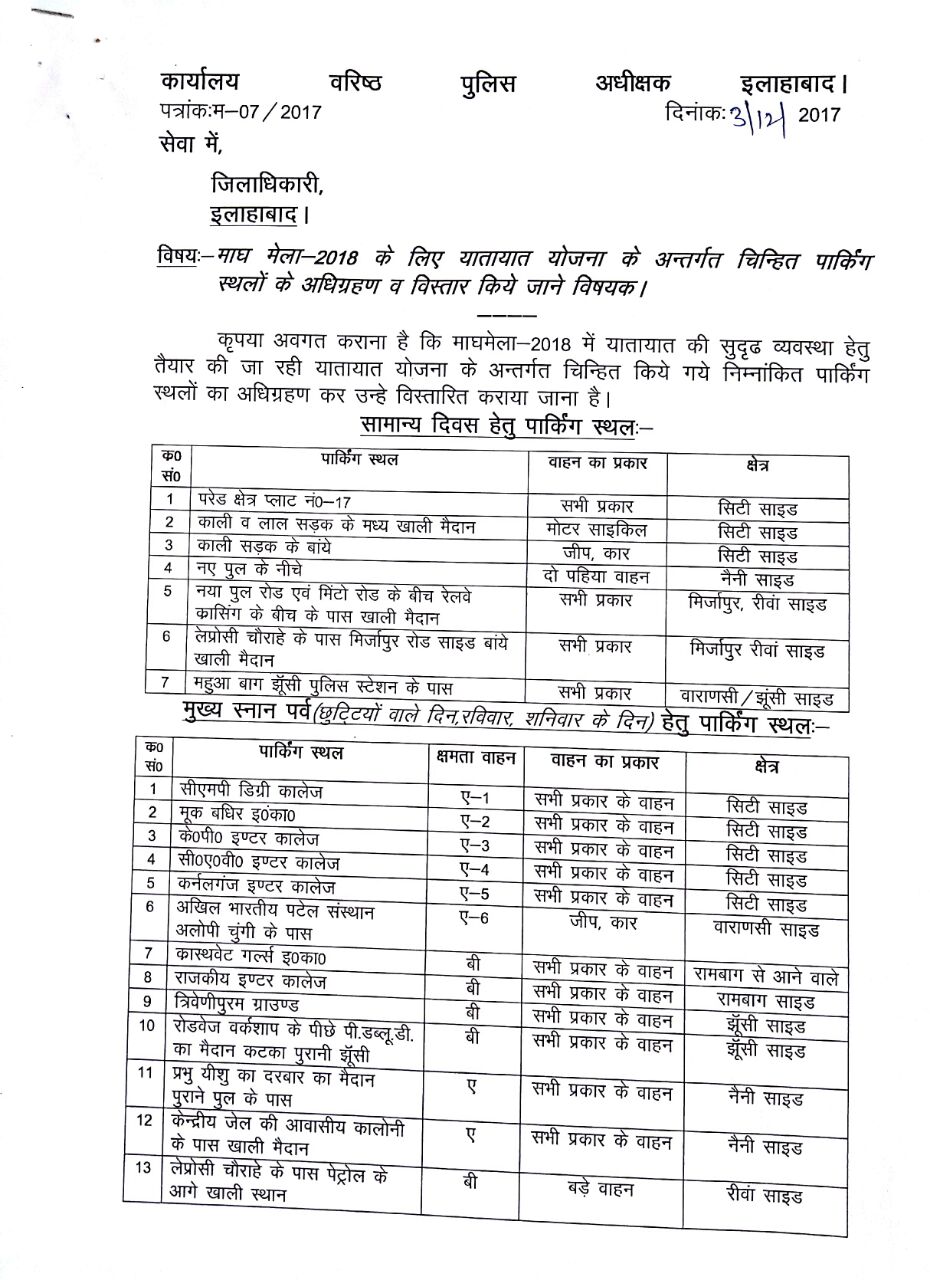 कार्यालय वरिष्ठ पुलिस अधीक्षक इलाहाबाद।
पत्रांकःम–07/2017 दिनांकः 3/12/ 2017
सेवा में,
जिलाधिकारी,
इलाहाबाद।
विषयः–माघ मेला–2018 के लिए यातायात योजना के अन्तर्गत चिन्हित पार्किंग
स्थलों के अधिग्रहण व विस्तार किये जाने विषयक।
––––
कृपया अवगत कराना है कि माघमेला–2018 में यातायात की सुदृढ व्यवस्था हेतु
तैयार की जा रही यातायात योजना के अन्तर्गत चिन्हित किये गये निम्नांकित पार्किंग
स्थलों का अधिग्रहण कर उन्हे विस्तारित कराया जाना है।
सामान्य दिवस हेतु पार्किंग स्थलः–
क0 पार्किंग स्थल वाहन का प्रकार क्षेत्र
सं0
1 परेड क्षेत्र प्लाट नं0–17 सभी प्रकार सिटी साइड
2 काली व लाल सड़क के मध्य खाली मैदान मोटर साइकिल सिटी साइड
3 काली सड़क के बांये जीप, कार सिटी साइड
4 नए पुल के नीचे दो पहिया वाहन नैनी साइड
5 नया पुल रोड एवं मिंटो रोड के बीच रेलवे सभी प्रकार मिर्जापुर, रीवां साइड
क्रासिंग के बीच के पास खाली मैदान
6 लेप्रोसी चौराहे के पास मिर्जापुर रोड साइड बांये सभी प्रकार मिर्जापुर रीवां साइड
खाली मैदान
7 महुआ बाग झूॅसी पुलिस स्टेशन के पास सभी प्रकार वाराणसी/झूंसी साइड
मुख्य स्नान पर्व(छुट्टियों वाले दिन,रविवार, शनिवार के दिन) हेतु पार्किंग स्थलः–
क0 पार्किंग स्थल क्षमता वाहन वाहन का प्रकार क्षेत्र
सं0
1 सीएमपी डिग्री कालेज ए–1 सभी प्रकार के वाहन सिटी साइड
2 मूक बधिर इ0ंका0 ए–2 सभी प्रकार के वाहन सिटी साइड
3 के0पी0 इण्टर कालेज ए–3 सभी प्रकार के वाहन सिटी साइड
4 सी0ए0वी0 इण्टर कालेज ए–4 सभी प्रकार के वाहन सिटी साइड
5 कर्नलगंज इण्टर कालेज ए–5 सभी प्रकार के वाहन सिटी साइड
6 अखिल भारतीय पटेल संस्थान ए–6 जीप, कार वाराणसी साइड
अलोपी चुंगी के पास
7 कास्थवेट गर्ल्स इ0का0 बी सभी प्रकार के वाहन रामबाग से आने वाले
8 राजकीय इण्टर कालेज बी सभी प्रकार के वाहन रामबाग साइड
9 त्रिवेणीपुरम ग्राउण्ड बी सभी प्रकार के वाहन झूॅसी साइड
10 रोडवेज वर्कशाप के पीछे पी.डब्लू.डी. बी सभी प्रकार के वाहन झूॅसी साइड
का मैदान कटका पुरानी झूॅसी
11 प्रभु यीशु का दरबार का मैदान ए सभी प्रकार के वाहन नैनी साइड
पुराने पुल के पास
12 केन्द्रीय जेल की आवासीय कालोनी ए सभी प्रकार के वाहन नैनी साइड
के पास खाली मैदान
13 लेप्रोसी चौराहे के पास पेट्रोल के बी बड़े वाहन रीवां साइड
आगे खाली स्थान